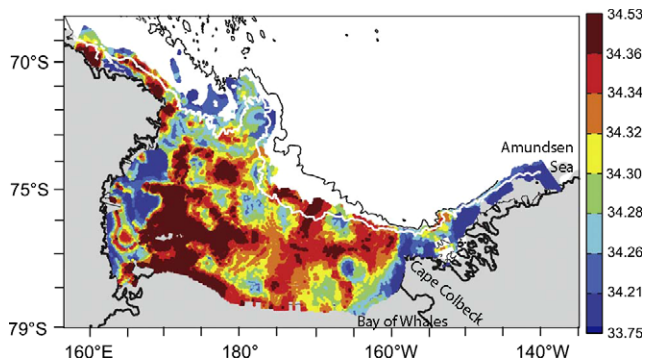 34.53
34.36
34.34
34.32
34.30
34.28
34.26
34.21
33.75
70°S
75°S
79°S
Amundsen
Sea
Cape Colbeck
Bay of Whales
160°E
180°
160°W
140°W